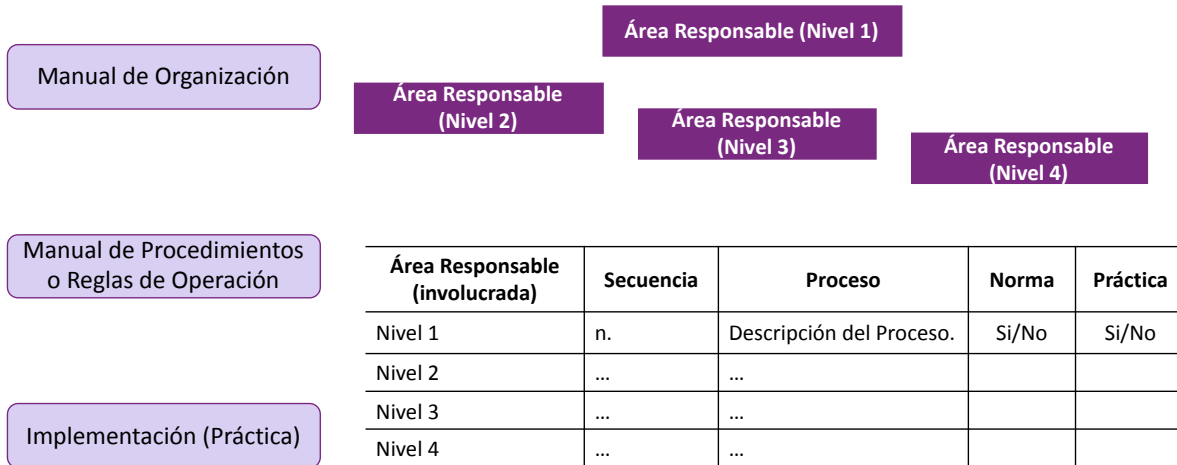 Manual de Organización
Área Responsable (Nivel 1)
Área Responsable
(Nivel 2)
Área Responsable
(Nivel 3)
Área Responsable
(Nivel 4)
Manual de Procedimientos
o Reglas de Operación
Implementación (Práctica)
Área Responsable
(involucrada)
Secuencia
Proceso
Norma
Práctica
Nivel 1
n.
Descripción del Proceso.
Si/No
Si/No
Nivel 2
...
...
Nivel 3
...
...
Nivel 4
...
...